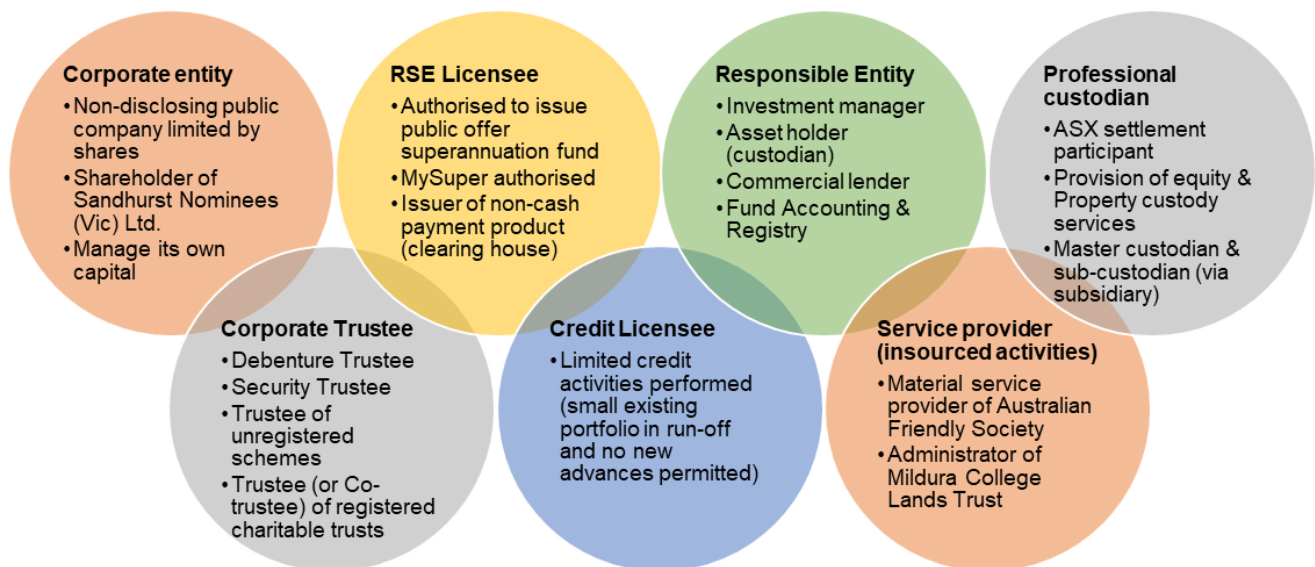 Corporate entity
•Non-disclosing public
company limited by
shares
•Shareholder of
Sandhurst Nominees
(Vic) Ltd.
•Manage its own
capital
RSE Licensee
•Authorised to issue
public offer
superannuation fund
•MySuper authorised
•Issuer of non-cash
payment product
(clearing house)
Responsible Entity
•Investment manager
•Asset holder
(custodian)
•Commercial lender
•Fund Accounting &
Registry
Professional
custodian
•ASX settlement
participant
•Provision of equity &
Property custody
services
•Master custodian &
sub-custodian (via
subsidiary)
Corporate Trustee
•Debenture Trustee
•Security Trustee
•Trustee of
unregistered
schemes
•Trustee (or Co-
trustee) of registered
charitable trusts
Credit Licensee
•Limited credit
activities performed
(small existing
portfolio in run-off
and no new
advances permitted)
Service provider
(insourced activities)
•Material service
provider of Australian
Friendly Society
•Administrator of
Mildura College
Lands Trust